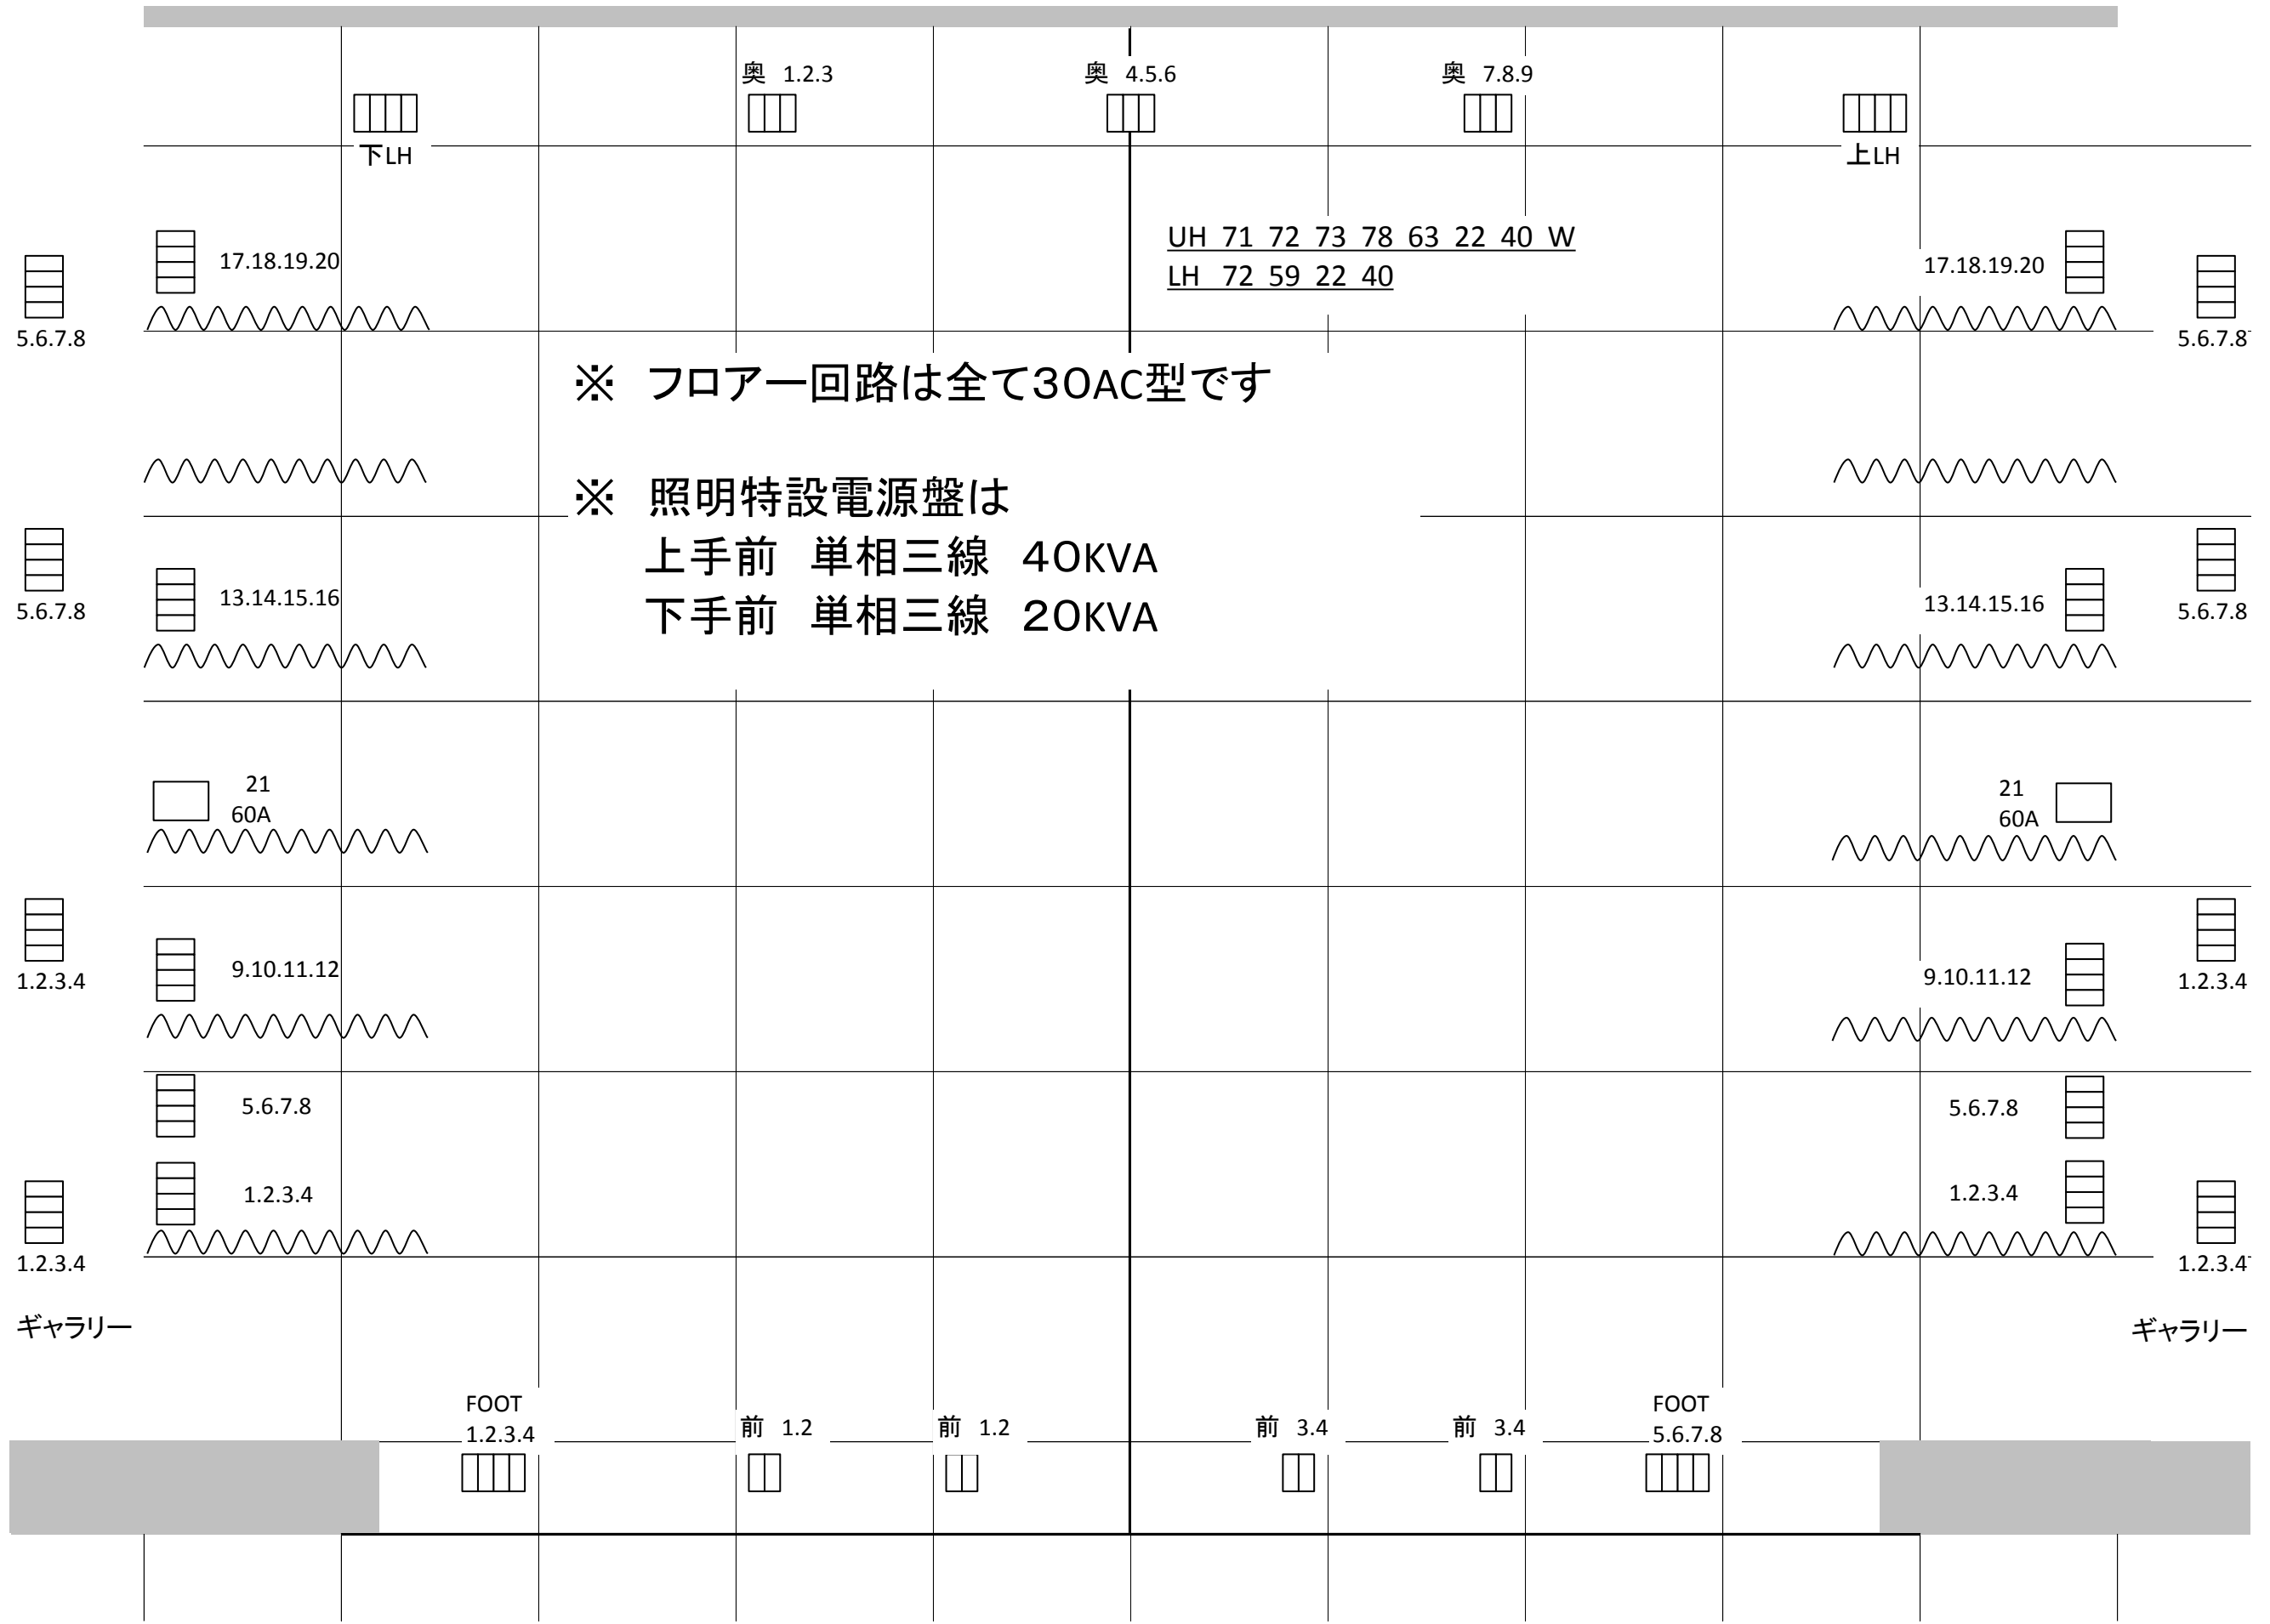 奥 1.2.3
奥 4.5.6
奥 7.8.9
下LH
上LH
UH 71 72 73 78 63 22 40 W
LH 72 59 22 40
17.18.19.20
17.18.19.20
5.6.7.8
5.6.7.8
※ フロアー回路は全て30AC型です
※ 照明特設電源盤は
上手前 単相三線 40KVA
下手前 単相三線 20KVA
5.6.7.8
13.14.15.16
13.14.15.16
5.6.7.8
21
60A
21
60A
1.2.3.4
9.10.11.12
9.10.11.12
1.2.3.4
5.6.7.8
5.6.7.8
1.2.3.4
1.2.3.4
1.2.3.4
1.2.3.4
ギャラリー
ギャラリー
FOOT
1.2.3.4
前 1.2
前 1.2
前 3.4
前 3.4
FOOT
5.6.7.8